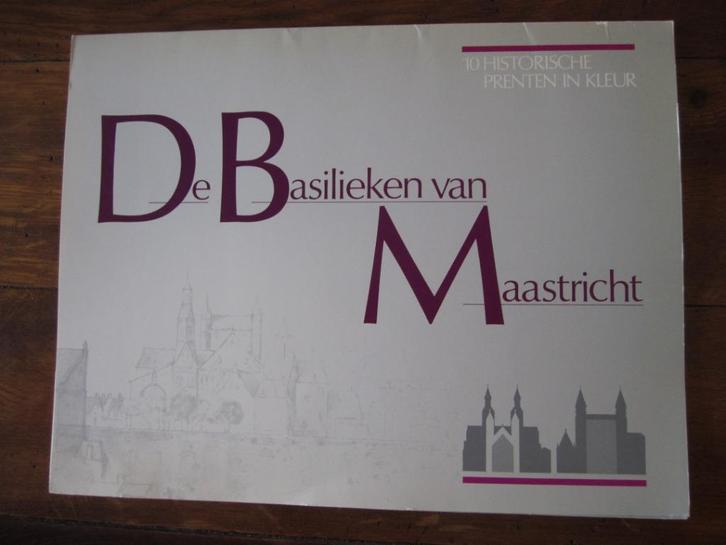 10 HISTORISCHE
PRENTEN IN KLEUR
De Basilieken van
Maastricht